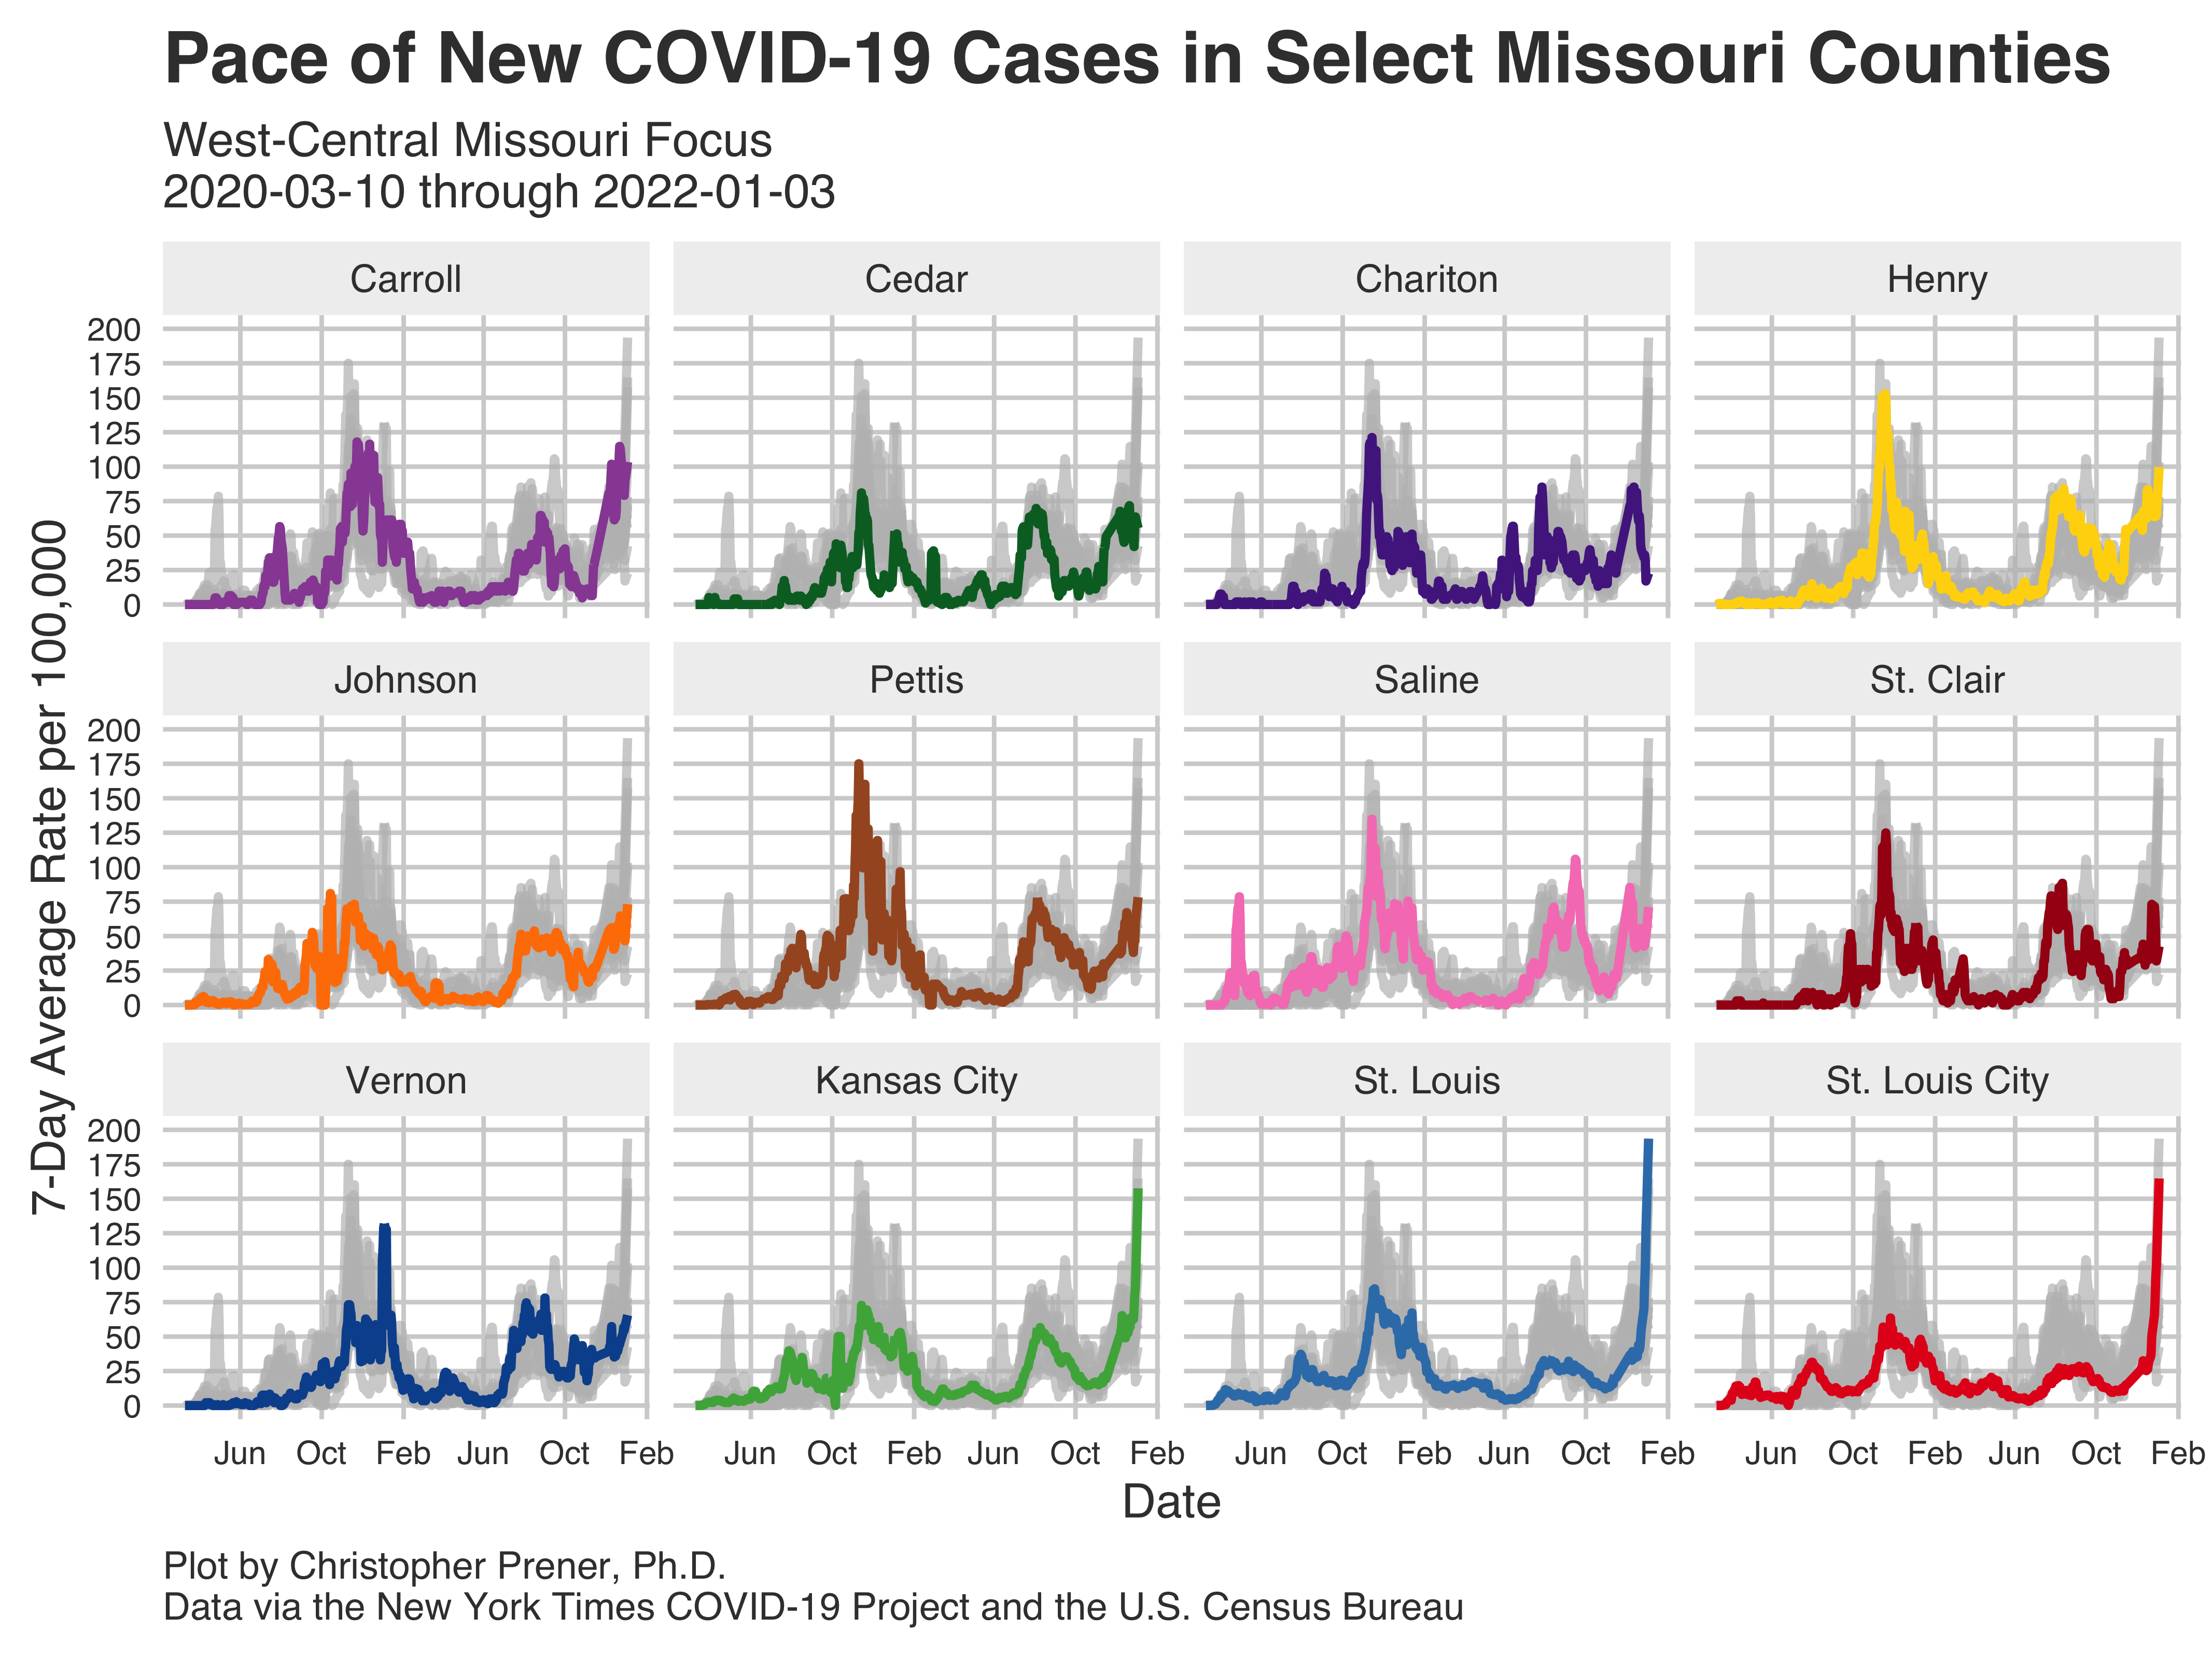 Pace of New COVID-19 Cases in Select Missouri Counties
West-Central Missouri Focus
2020-03-10 through 2022-01-03
7-Day Average Rate per 100,000
Carroll Cedar Chariton Henry
200
175
150
125
100
75
50
25
0
Johnson Pettis Saline St. Clair
200
175
150
125
100
75
50
25
0
Vernon Kansas City St. Louis St. Louis City
200
175
150
125
100
75
50
25
0
Jun Oct Feb Jun Oct Feb Jun Oct Feb Jun Oct Feb Jun Oct Feb Jun Oct Feb Jun Oct Feb Jun Oct Feb
Date
Plot by Christopher Prener, Ph.D.
Data via the New York Times COVID-19 Project and the U.S. Census Bureau